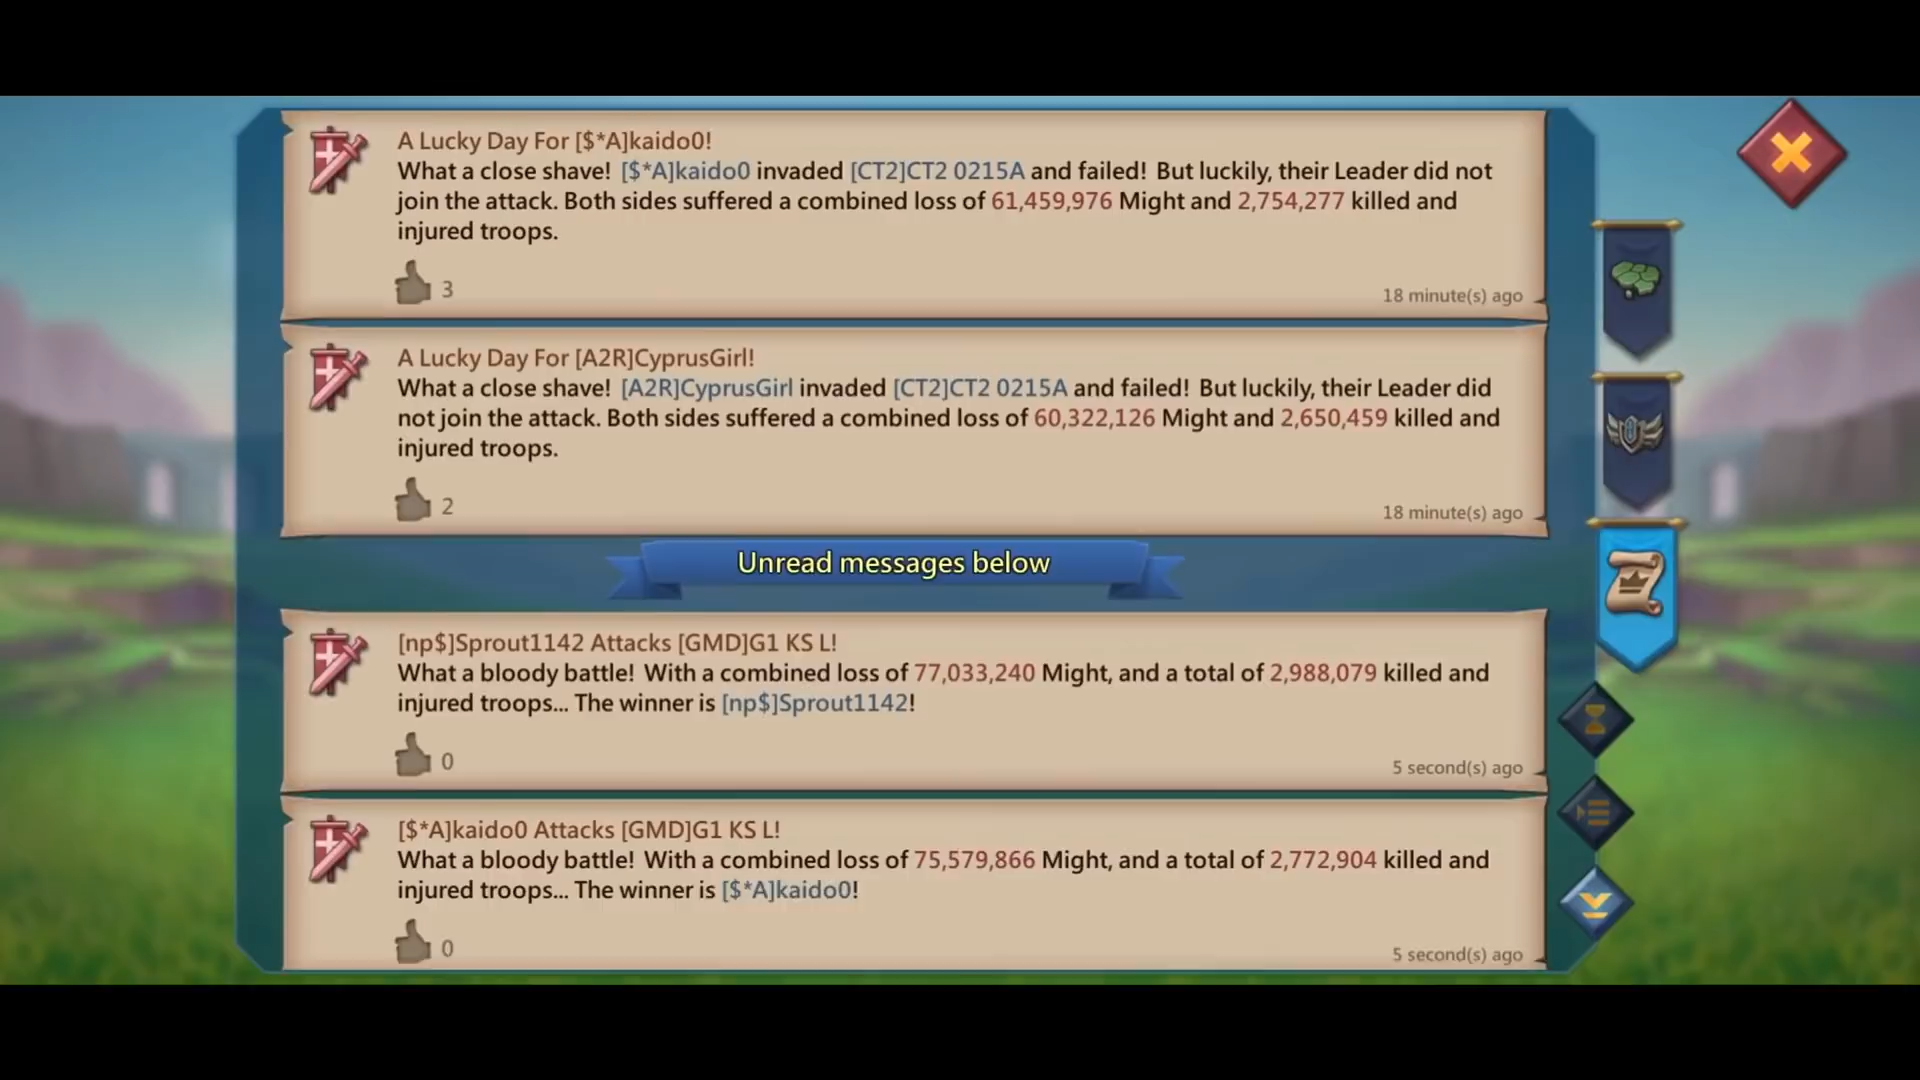 A Lucky Day For [$*A]kaido0!
What a close shave! [$*A]kaido0 invaded [CT2]CT2 0215A and failed! But luckily, their Leader did not
join the attack. Both sides suffered a combined loss of 61,459,976 Might and 2,754,277 killed and
injured troops.
3
18 minute(s) ago
A Lucky Day For [A2R]CyprusGirl!
What a close shave! [A2R]CyprusGirl invaded [CT2]CT2 0215A and failed! But luckily, their Leader did
not join the attack. Both sides suffered a combined loss of 60,322,126 Might and 2,650,459 killed and
injured troops.
2
18 minute(s) ago
Unread messages below
[np$]Sprout1142 Attacks [GMD]G1 KS L!
What a bloody battle! With a combined loss of 77,033,240 Might, and a total of 2,988,079 killed and
injured troops... The winner is [np$]Sprout1142!
0
5 second(s) ago
[$*A]kaido0 Attacks [GMD]G1 KS L!
What a bloody battle! With a combined loss of 75,579,866 Might, and a total of 2,772,904 killed and
injured troops... The winner is [$*A]kaido0!
0
5 second(s) ago